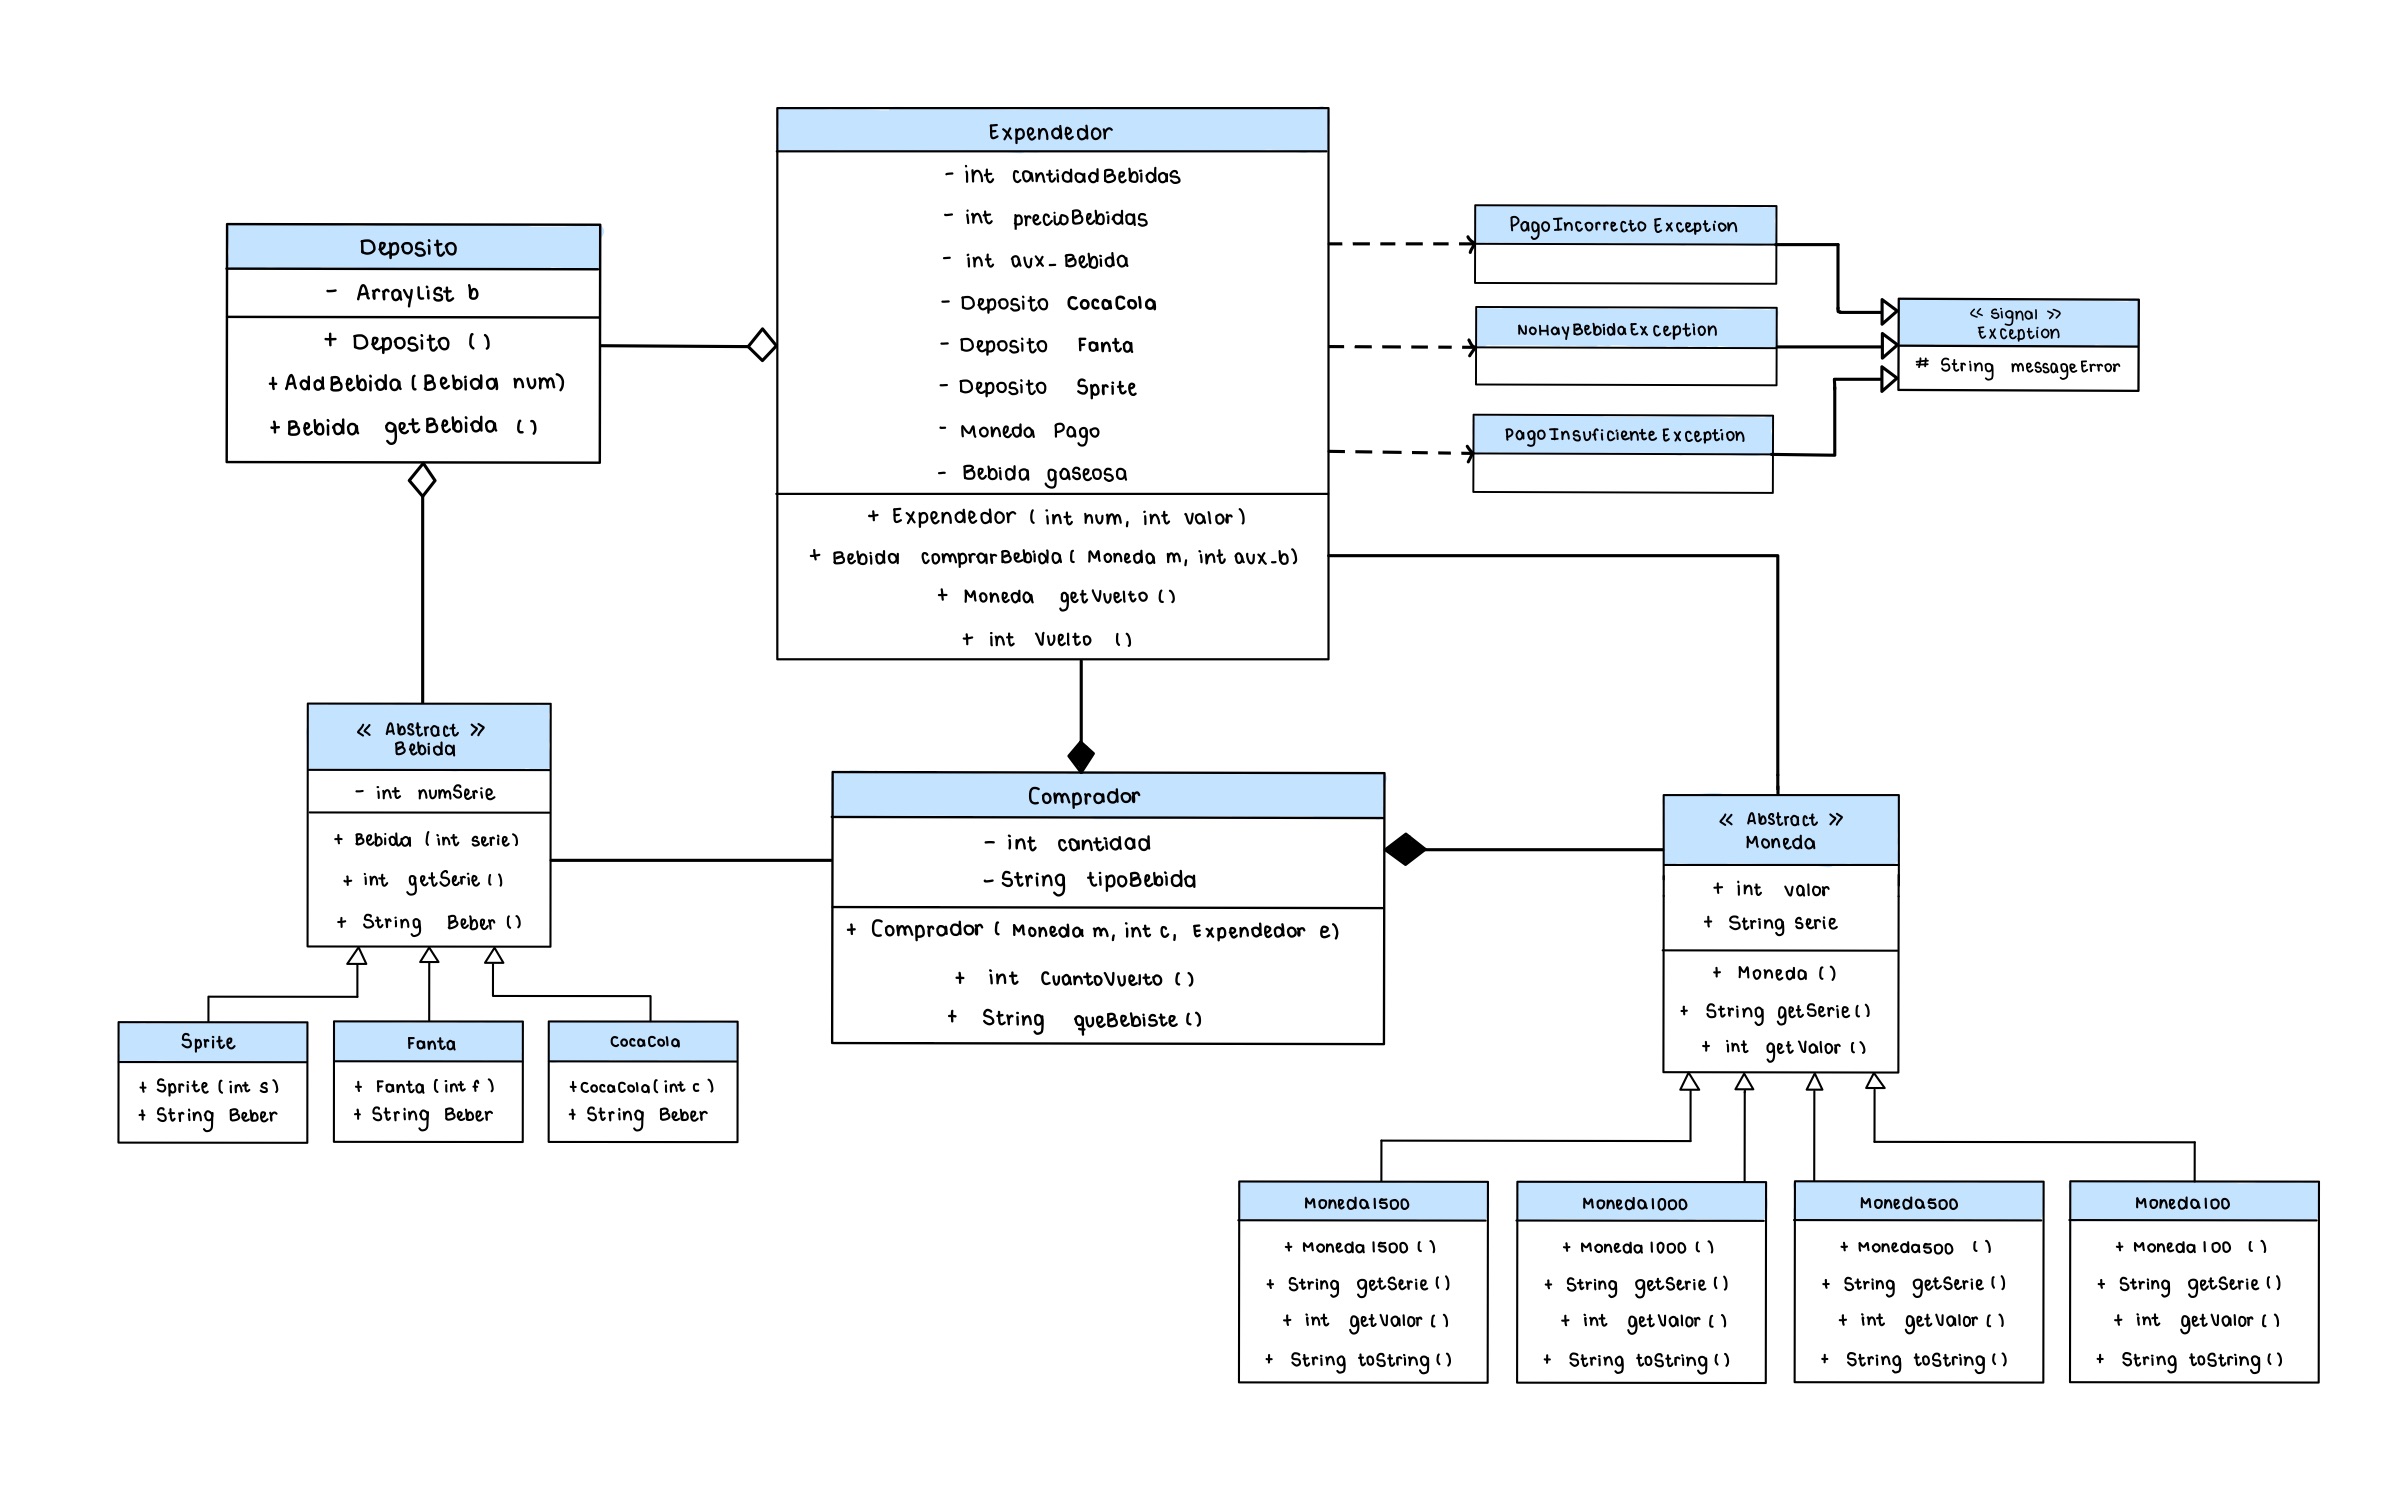 Expendedor
- int cantidadBebidas
- int precioBebidas
- int aux_Bebida
- Deposito CocaCola
- Deposito Fanta
- Deposito Sprite
- Moneda Pago
- Bebida gaseosa
+ Expendedor (int num, int valor)
+ Bebida comprarBebida( Moneda m, int aux_b)
+ Moneda getVuelto ()
+ int Vuelto ()
Deposito
- ArrayList b
+ Deposito ()
+ AddBebida (Bebida num)
+ Bebida getBebida ()
PagoIncorrecto Exception
NoHayBebidaException
PagoInsuficiente Exception
<< Signal >>
Exception
# String messageError
<< Abstract >>
Bebida
- int numSerie
+ Bebida (int serie)
+ int getSerie ()
+ String Beber ()
Comprador
- int cantidad
- String tipoBebida
+ Comprador ( Moneda m, int c, Expendedor e)
+ int CuantoVuelto ()
+ String queBebiste ()
<< Abstract >>
Moneda
+ int valor
+ String serie
+ Moneda ()
+ String getSerie()
+ int getValor ()
Sprite
+ Sprite (int s)
+ String Beber
Fanta
+ Fanta (int f)
+ String Beber
CocaCola
+CocaCola(int c)
+ String Beber
Moneda1500
+ Moneda 1500 ()
+ String getSerie ()
+ int getValor ()
+ String toString ()
Moneda1000
+ Moneda 1000 ()
+ String getSerie ()
+ int getValor ()
+ String toString ()
Moneda500
+ Moneda500 ()
+ String getSerie ()
+ int getValor ()
+ String toString ()
Moneda100
+ Moneda 100 ()
+ String getSerie ()
+ int getValor ()
+ String toString ()